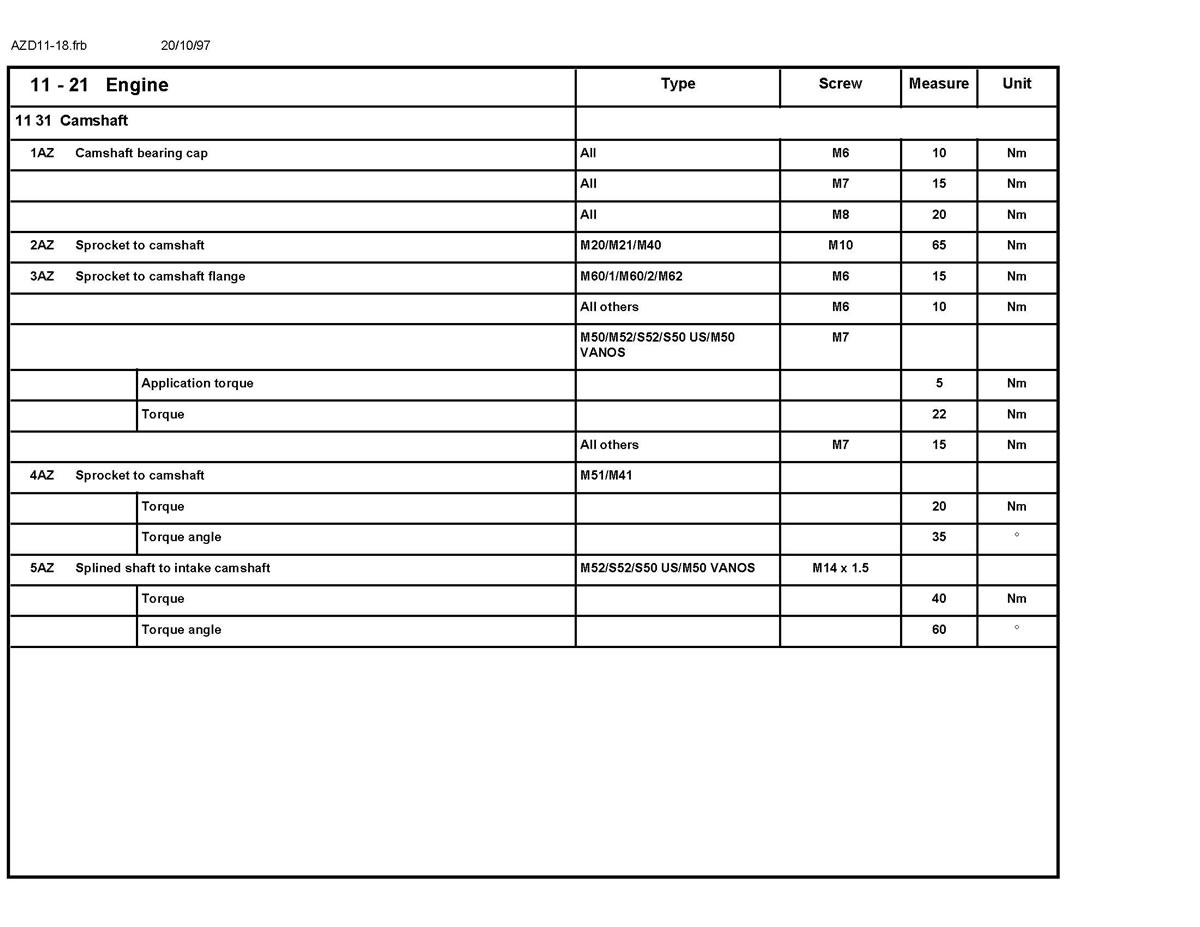 AZD11-18.frb 20/10/97
11 - 21 Engine Type Screw Measure Unit
11 31 Camshaft
1AZ Camshaft bearing cap All M6 10 Nm
All M7 15 Nm
All M8 20 Nm
2AZ Sprocket to camshaft M20/M21/M40 M10 65 Nm
3AZ Sprocket to camshaft flange M60/1/M60/2/M62 M6 15 Nm
All others M6 10 Nm
M50/M52/S52/S50 US/M50 M7
VANOS
Application torque 5 Nm
Torque 22 Nm
All others M7 15 Nm
4AZ Sprocket to camshaft M51/M41
Torque 20 Nm
Torque angle 35 °
5AZ Splined shaft to intake camshaft M52/S52/S50 US/M50 VANOS M14 x 1.5
Torque 40 Nm
Torque angle 60 °